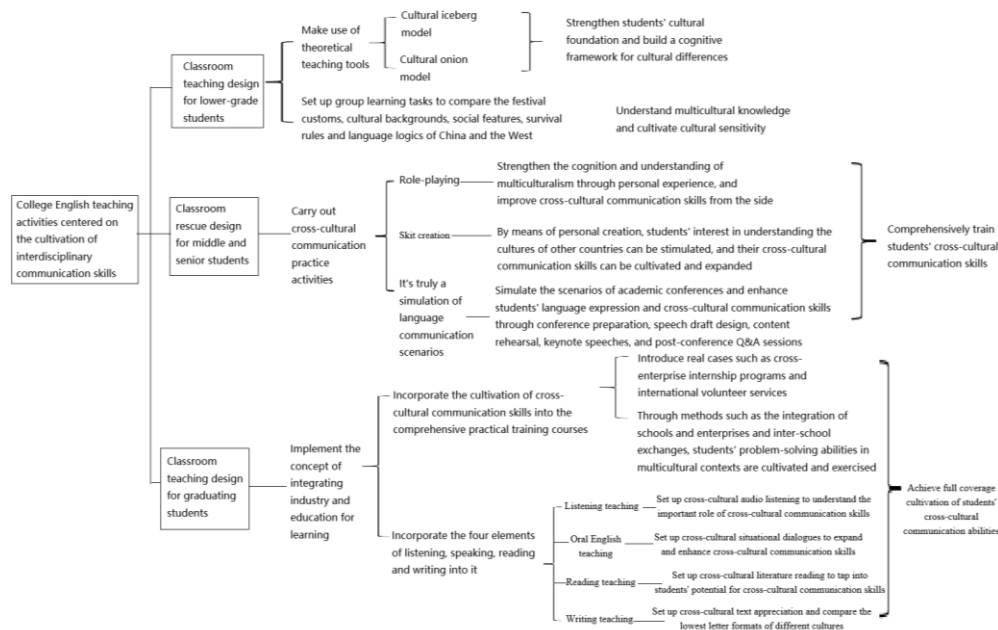 College English teaching
activities centered on
the cultivation of
interdisciplinary
communication skills
Classroom
teaching design
for lower-grade
students
Make use of
theoretical
teaching tools
Cultural iceberg
model
Cultural onion
model
Strengthen students' cultural
foundation and build a cognitive
framework for cultural differences
Set up group learning tasks to compare the festival
customs, cultural backgrounds, social features, survival
rules and language logics of China and the West
Understand multicultural knowledge
and cultivate cultural sensitivity
Classroom
rescue design
for middle and
senior students
Carry out
cross-cultural
communication
practice
activities
Role-playing
Strengthen the cognition and understanding of
multiculturalism through personal experience, and
improve cross-cultural communication skills from the side
Skit creation
By means of personal creation, students' interest in understanding the
cultures of other countries can be stimulated, and their cross-cultural
communication skills can be cultivated and expanded
It's truly a
simulation of
language
communication
scenarios
Simulate the scenarios of academic conferences and enhance
students' language expression and cross-cultural communication skills
through conference preparation, speech draft design, content
rehearsal, keynote speeches, and post-conference Q&A sessions
Comprehensively train
students' cross-cultural
communication skills
Classroom
teaching design
for graduating
students
Implement the
concept of
integrating
industry and
education for
learning
Incorporate the cultivation of cross-
cultural communication skills into the
comprehensive practical training courses
Introduce real cases such as cross-
enterprise internship programs and
international volunteer services
Through methods such as the integration of
schools and enterprises and inter-school
exchanges, students' problem-solving abilities in
multicultural contexts are cultivated and exercised
Incorporate the four elements
of listening, speaking, reading
and writing into it
Listening teaching
Set up cross-cultural audio listening to understand the
important role of cross-cultural communication skills
Oral English
teaching
Set up cross-cultural situational dialogues to expand
and enhance cross-cultural communication skills
Reading teaching
Set up cross-cultural literature reading to tap into
students' potential for cross-cultural communication skills
Writing teaching
Set up cross-cultural text appreciation and compare the
lowest letter formats of different cultures
Achieve full coverage
cultivation of students'
cross-cultural
communication abilities